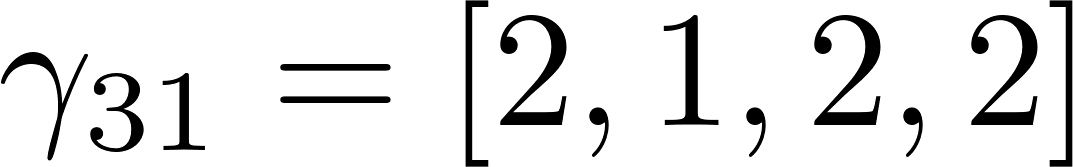 γ₃₁ = [2, 1, 2, 2]